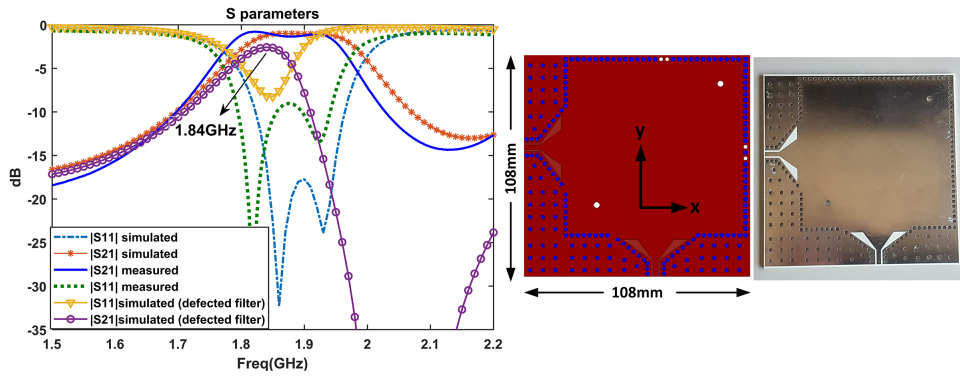 S parameters
0
-5
-10
-15
-20
-25
-30
-35
dB
1.84GHz
|S11| simulated
|S21| simulated
|S21| measured
|S11| measured
|S11|simulated (defected filter)
|S21|simulated (defected filter)
1.5 1.6 1.7 1.8 1.9 2 2.1 2.2
Freq(GHz)
108mm
y
x
108mm